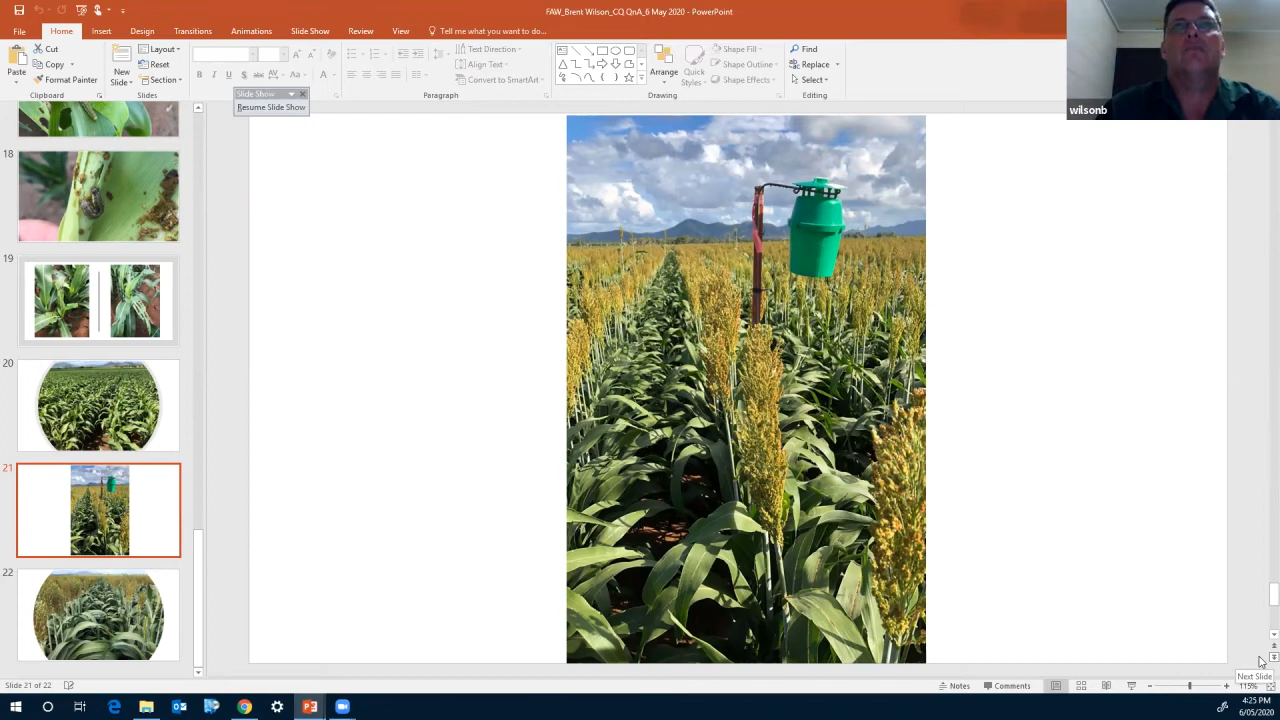 FAW_Brent Wilson_CQ QnA_6 May 2020 - PowerPoint
File Home Insert Design Transitions Animations Slide Show Review View Tell me what you want to do...
Cut
Copy
Format Painter
Paste
Clipboard
New Slide
Layout
Reset
Section
Slides
B I U S abc AV Aa A
Slide Show
Resume Slide Show
Text Direction
Align Text
Convert to SmartArt
Paragraph
Arrange
Quick Styles
Shape Fill
Shape Outline
Shape Effects
Drawing
Find
Replace
Select
Editing
wilsonb
18
19
20
21
22
Next Slide
Slide 21 of 22
Notes
Comments
115%
4:25 PM
6/05/2020